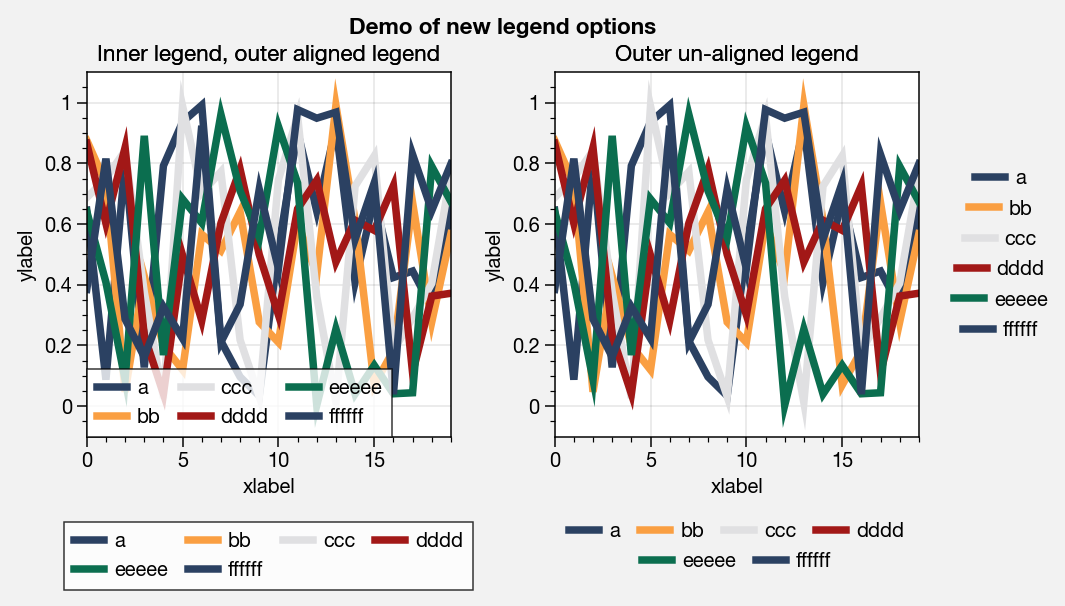 Demo of new legend options
Inner legend, outer aligned legend
ylabel
1
0.8
0.6
0.4
0.2
0
a ccc eeeee
bb dddd ffffff
0 5 10 15
xlabel
a bb ccc dddd
eeeee ffffff
Outer un-aligned legend
ylabel
1
0.8
0.6
0.4
0.2
0
0 5 10 15
xlabel
a
bb
ccc
dddd
eeeee
ffffff
a bb ccc dddd
eeeee ffffff